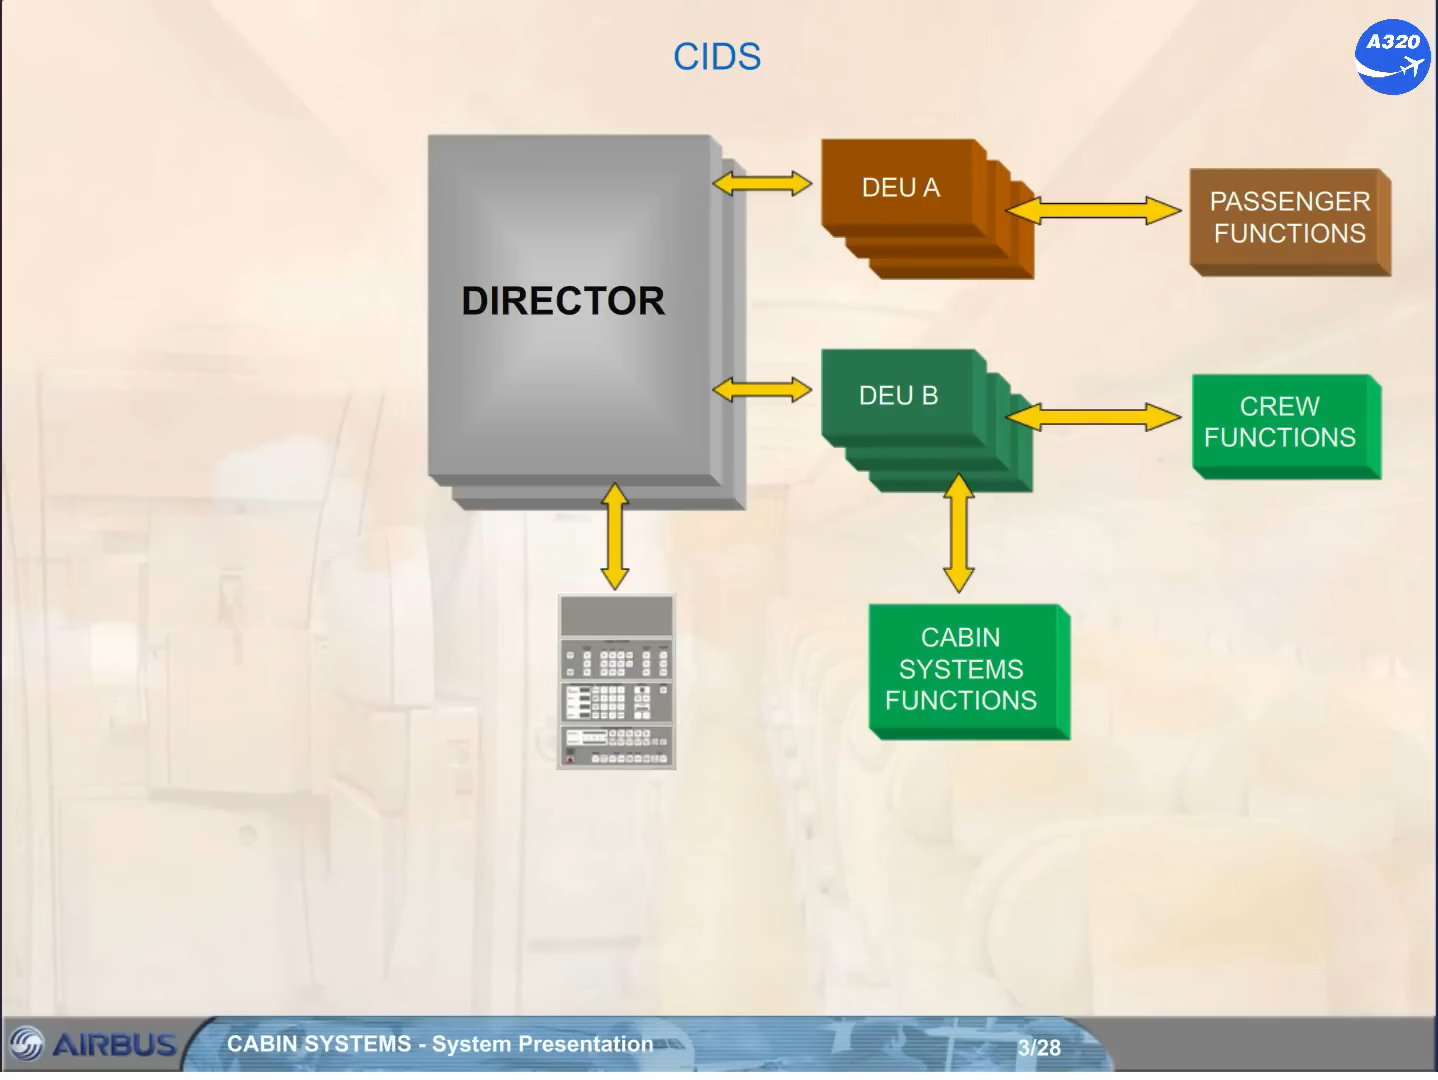 CIDS
A320
DIRECTOR
DEU A
PASSENGER
FUNCTIONS
DEU B
CREW
FUNCTIONS
CABIN
SYSTEMS
FUNCTIONS
AIRBUS
CABIN SYSTEMS - System Presentation
3/28